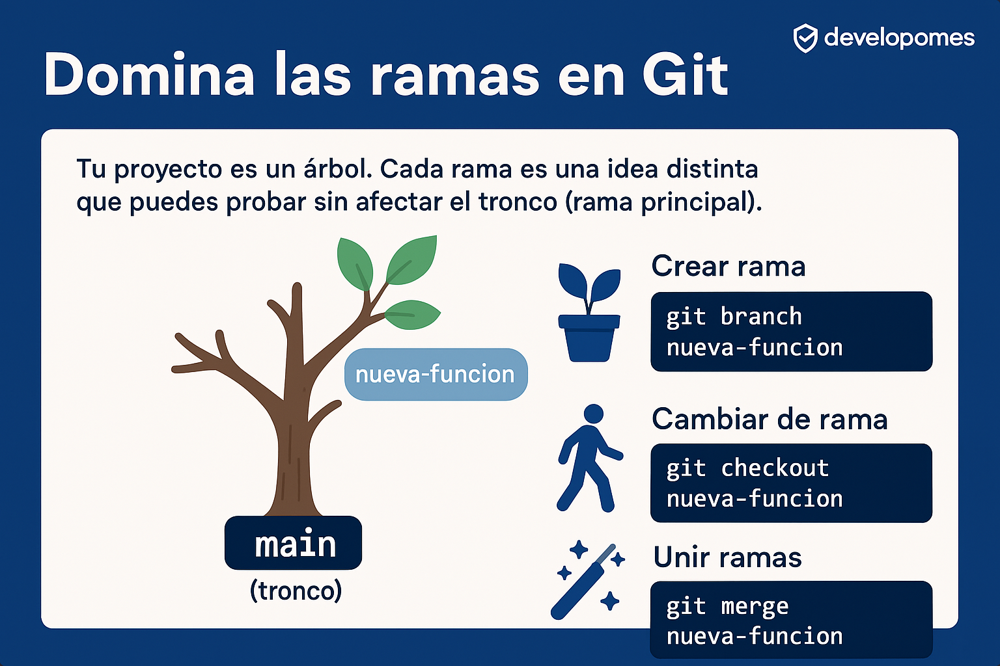 developomes
Domina las ramas en Git
Tu proyecto es un árbol. Cada rama es una idea distinta
que puedes probar sin afectar el tronco (rama principal).
nueva-funcion
main
(tronco)
Crear rama
git branch
nueva-funcion
Cambiar de rama
git checkout
nueva-funcion
Unir ramas
git merge
nueva-funcion